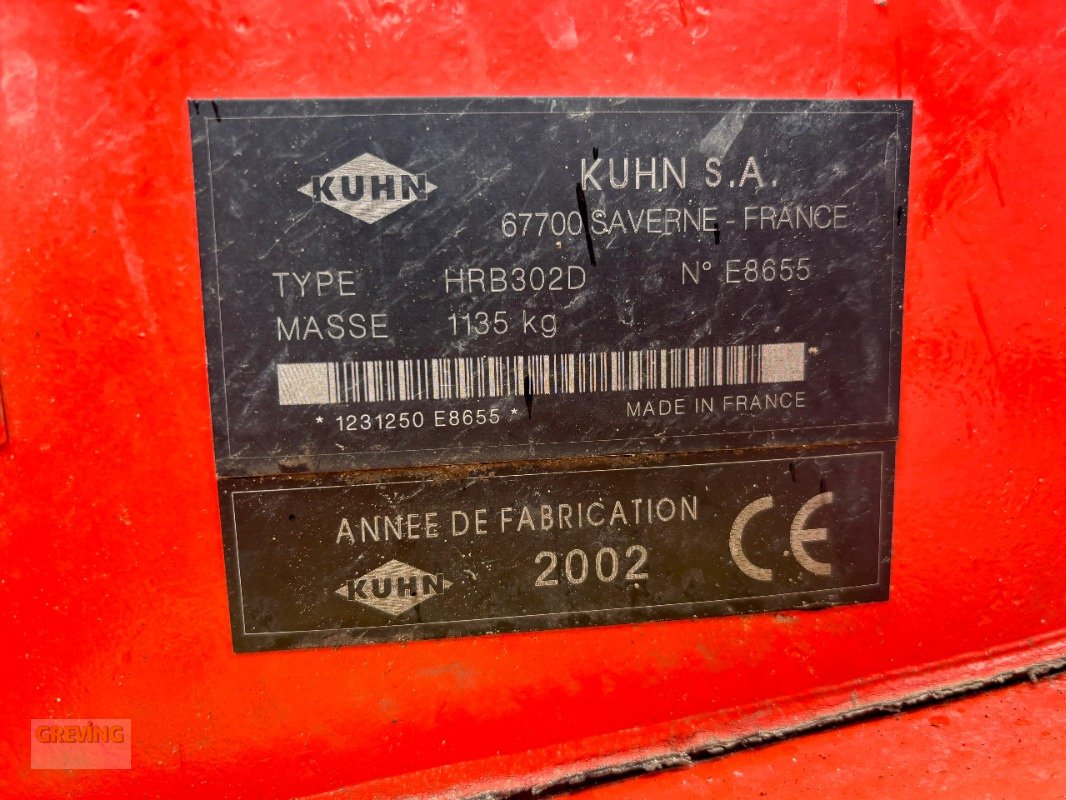 KUHN
KUHN S.A.
67700 SAVERNE - FRANCE
TYPE HRB302D N° E8655
MASSE 1135 kg
* 1231250 E8655 *
MADE IN FRANCE
ANNEE DE FABRICATION
KUHN 2002 CE
GREVING